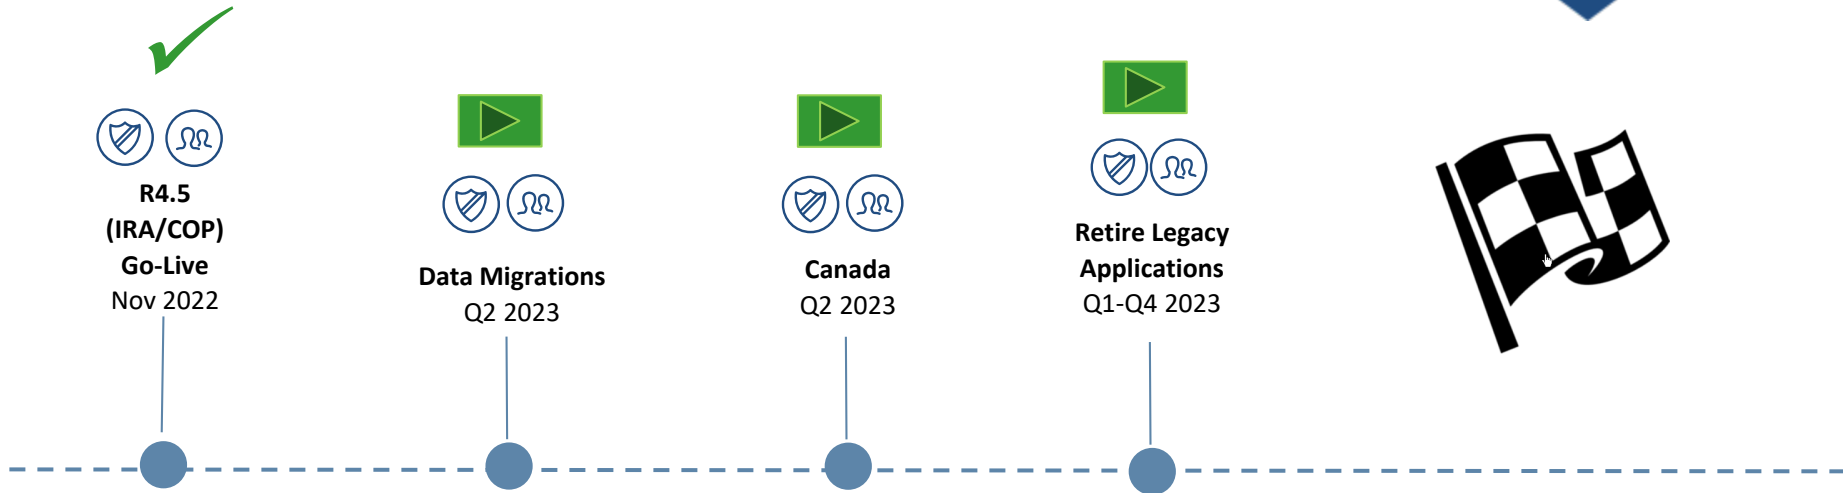 R4.5
(IRA/COP)
Go-Live
Nov 2022
Data Migrations
Q2 2023
Canada
Q2 2023
Retire Legacy
Applications
Q1-Q4 2023